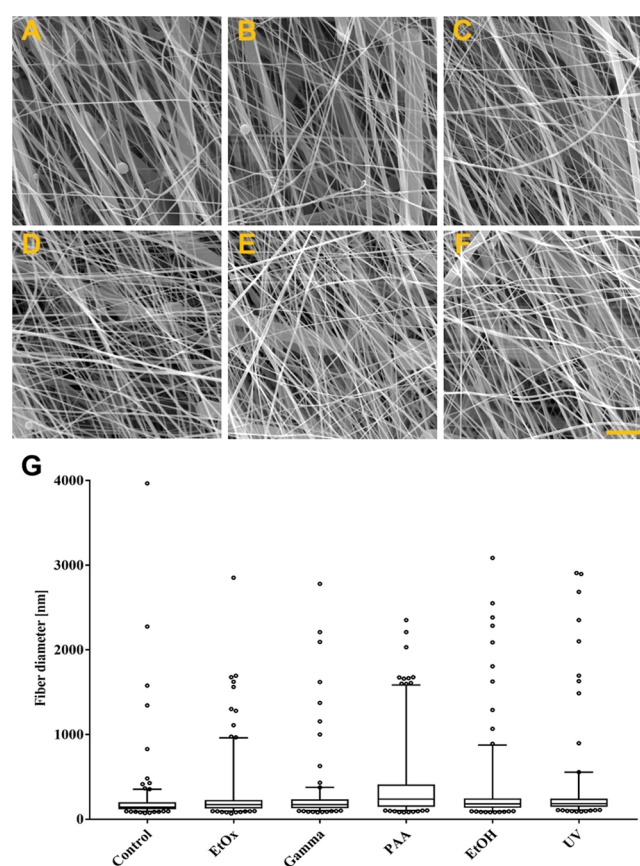 A
B
C
D
E
F
G
4000
3000
2000
1000
0
Fiber diameter [nm]
Control
EtOx
Gamma
PAA
EtOH
UV